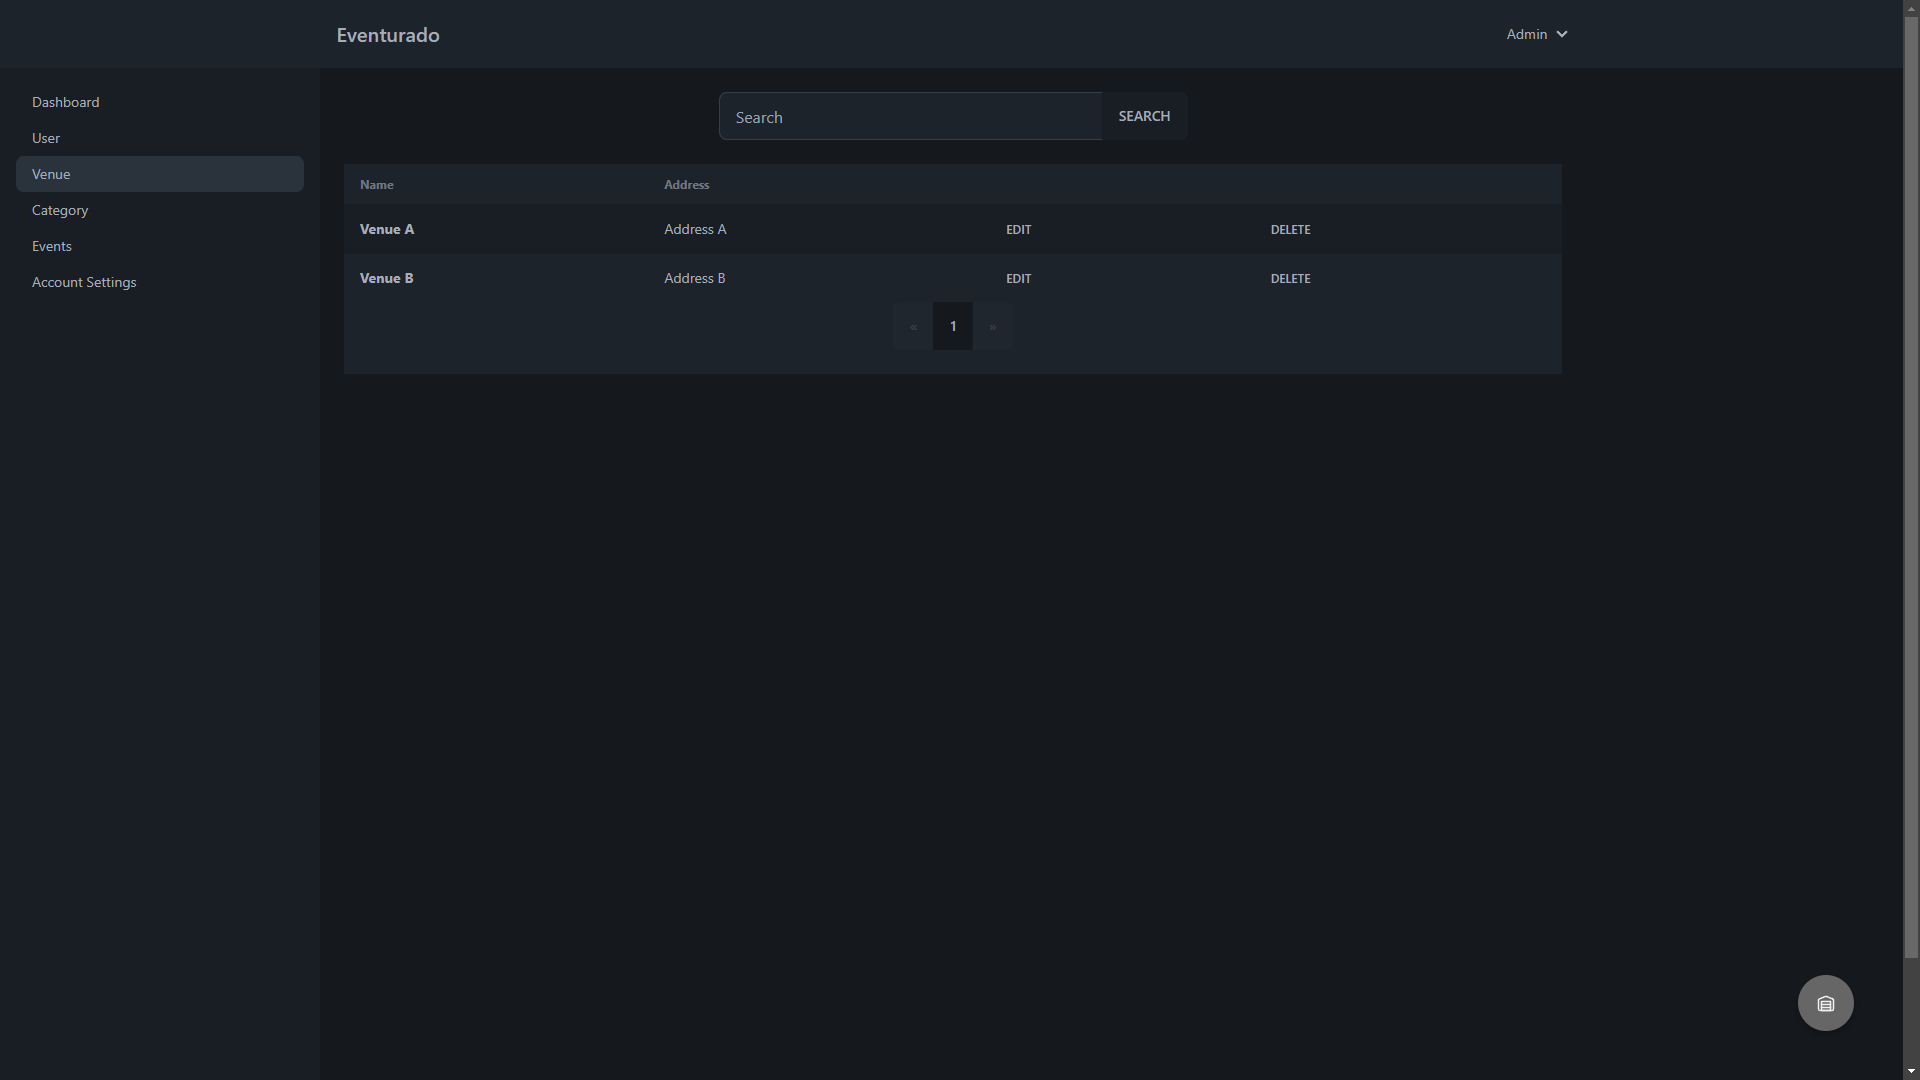 Eventurado
Admin
Dashboard
User
Venue
Category
Events
Account Settings
Search
SEARCH
Name Address
Venue A Address A EDIT DELETE
Venue B Address B EDIT DELETE
« 1 »